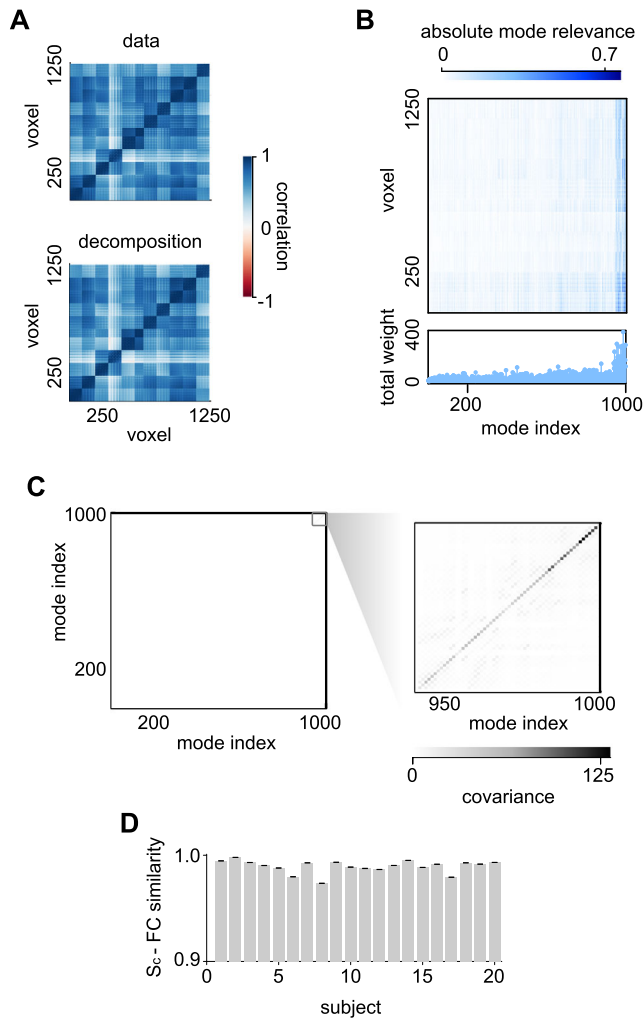 A
data
1250
voxel
250
decomposition
1250
voxel
250
250
1250
voxel
1
0
-1
correlation
B
absolute mode relevance
0
0.7
1250
voxel
250
400
total weight
0
200
1000
mode index
C
1000
mode index
200
200
1000
mode index
950
1000
mode index
0
125
covariance
D
1.0
Sc - FC similarity
0.9
0
5
10
15
20
subject